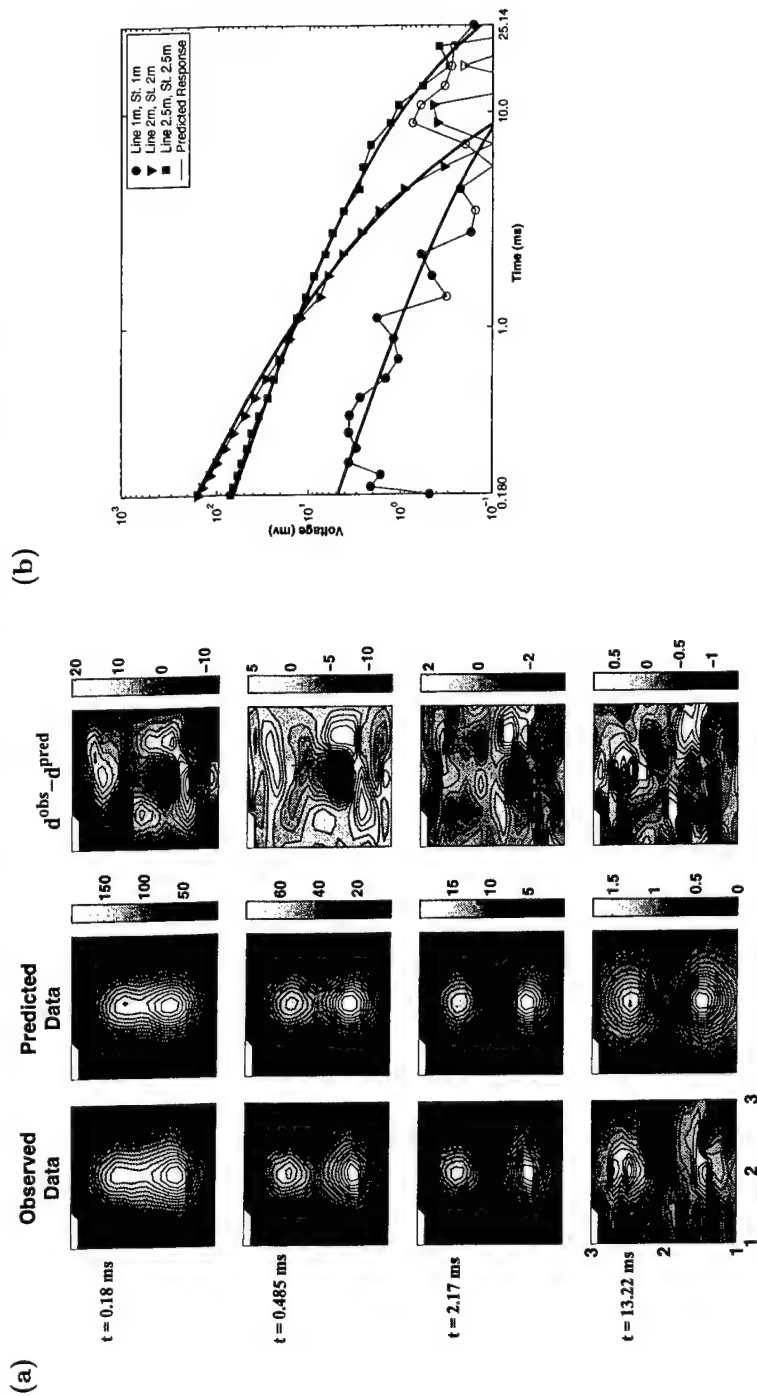 (a)
Observed
Data
Predicted
Data
d^obs – d^pred
t = 0.18 ms
150
100
50
20
10
0
-10
t = 0.485 ms
60
40
20
5
0
-5
-10
t = 2.17 ms
15
10
5
2
0
-2
t = 13.22 ms
3
2
1
1
2
3
1.5
1
0.5
0
0.5
0
-0.5
-1
(b)
Line 1m, St. 1m
Line 2m, St. 2m
Line 2.5m, St. 2.5m
Predicted Response
Voltage (mv)
10^3
10^2
10^1
10^0
10^-1
0.180
1.0
10.0
25.14
Time (ms)